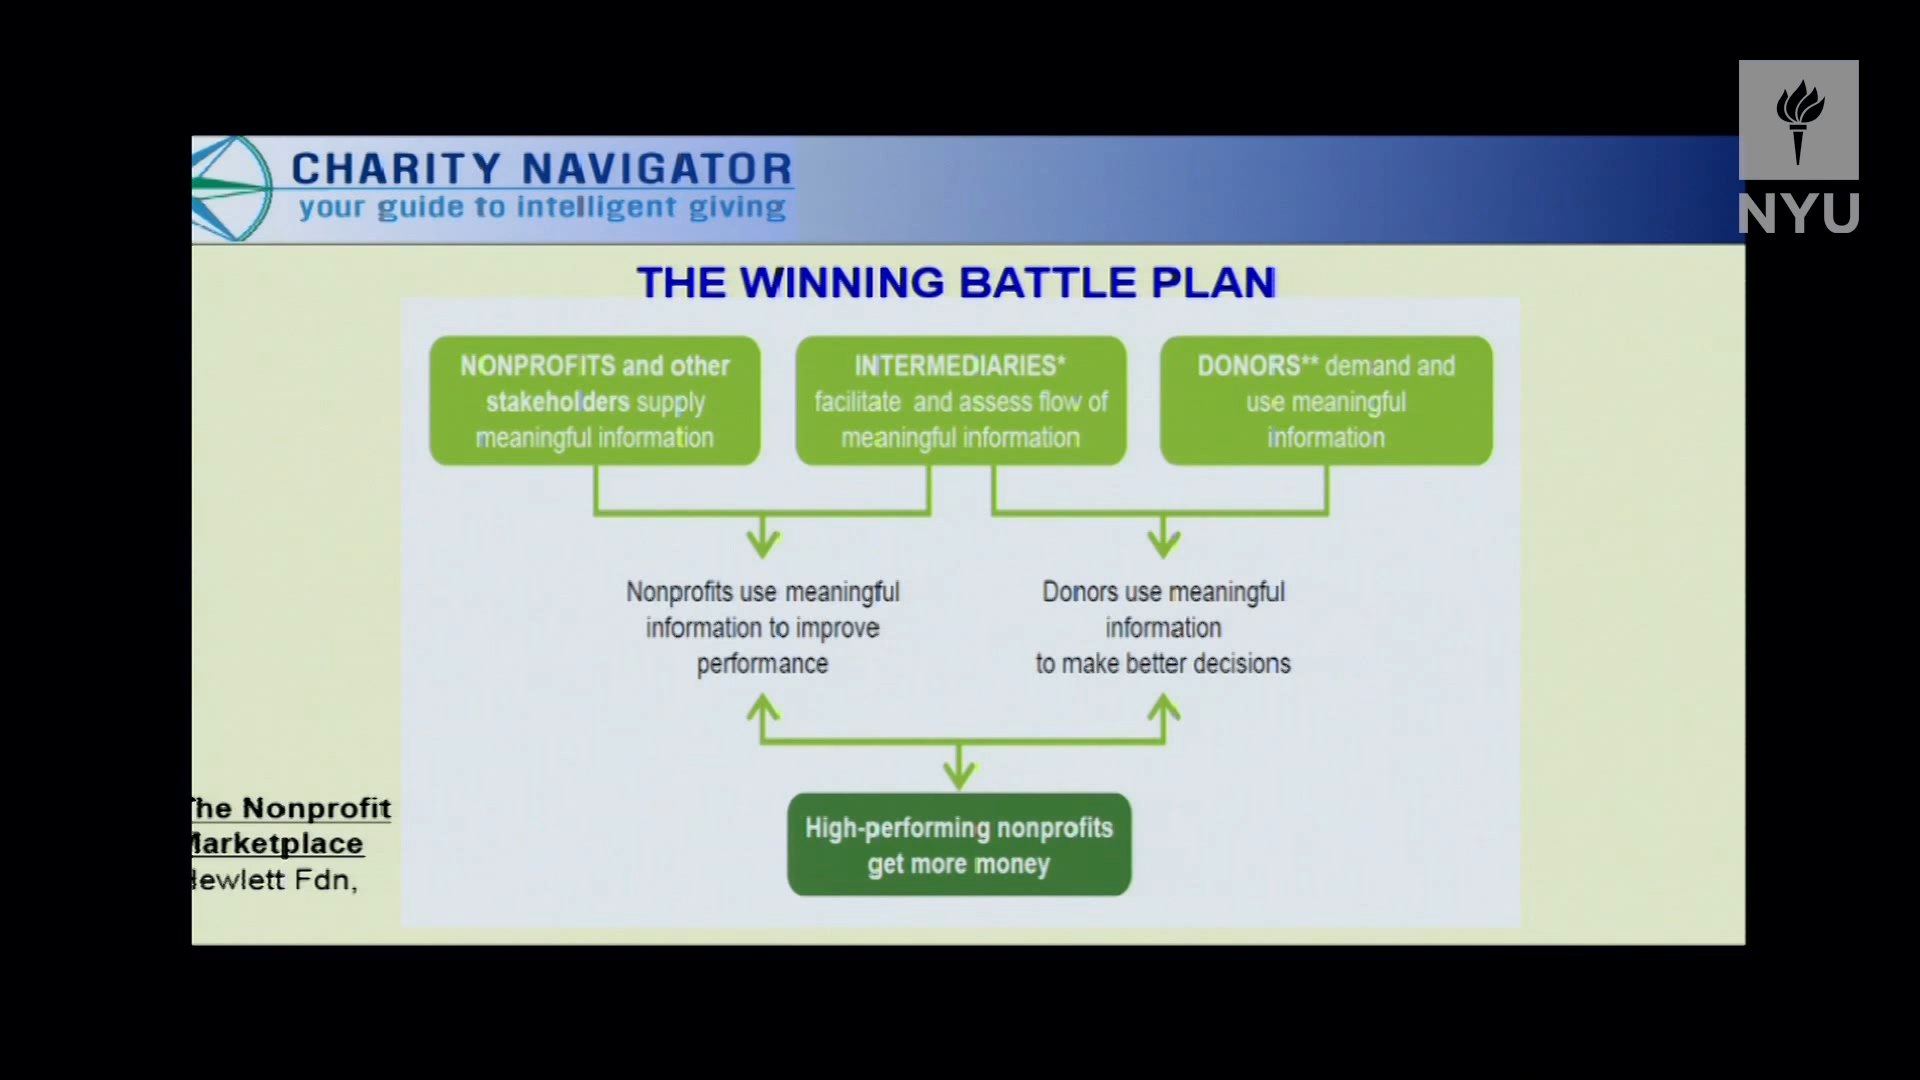 CHARITY NAVIGATOR
your guide to intelligent giving
NYU
THE WINNING BATTLE PLAN
NONPROFITS and other
stakeholders supply
meaningful information
INTERMEDIARIES*
facilitate and assess flow of
meaningful information
DONORS** demand and
use meaningful
information
Nonprofits use meaningful
information to improve
performance
Donors use meaningful
information
to make better decisions
High-performing nonprofits
get more money
The Nonprofit
Marketplace
Hewlett Fdn,